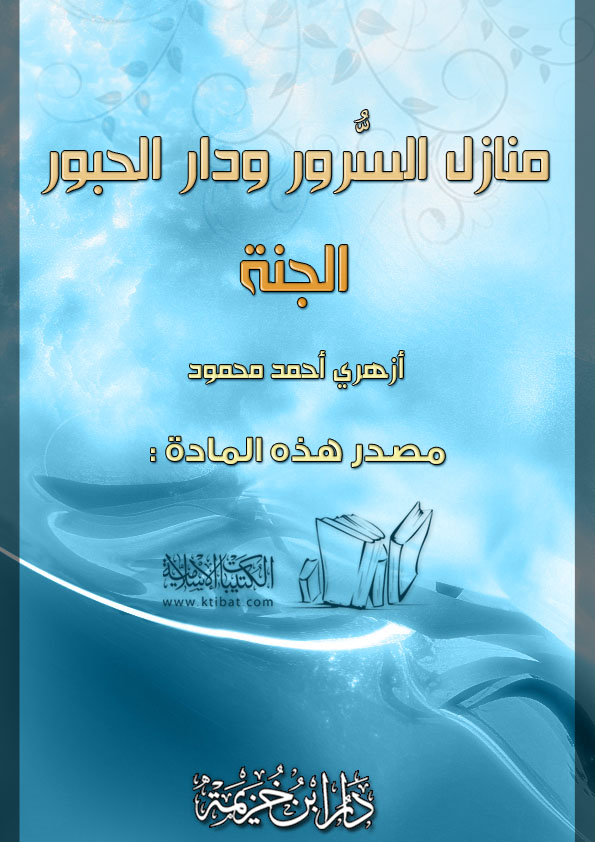 منازل السُّرور ودار الحبور
الجنة
أزهري أحمد محمود
مصدر هذه المادة :
الكتيبات الإسلامية
www.ktibat.com
دار ابن خزيمة